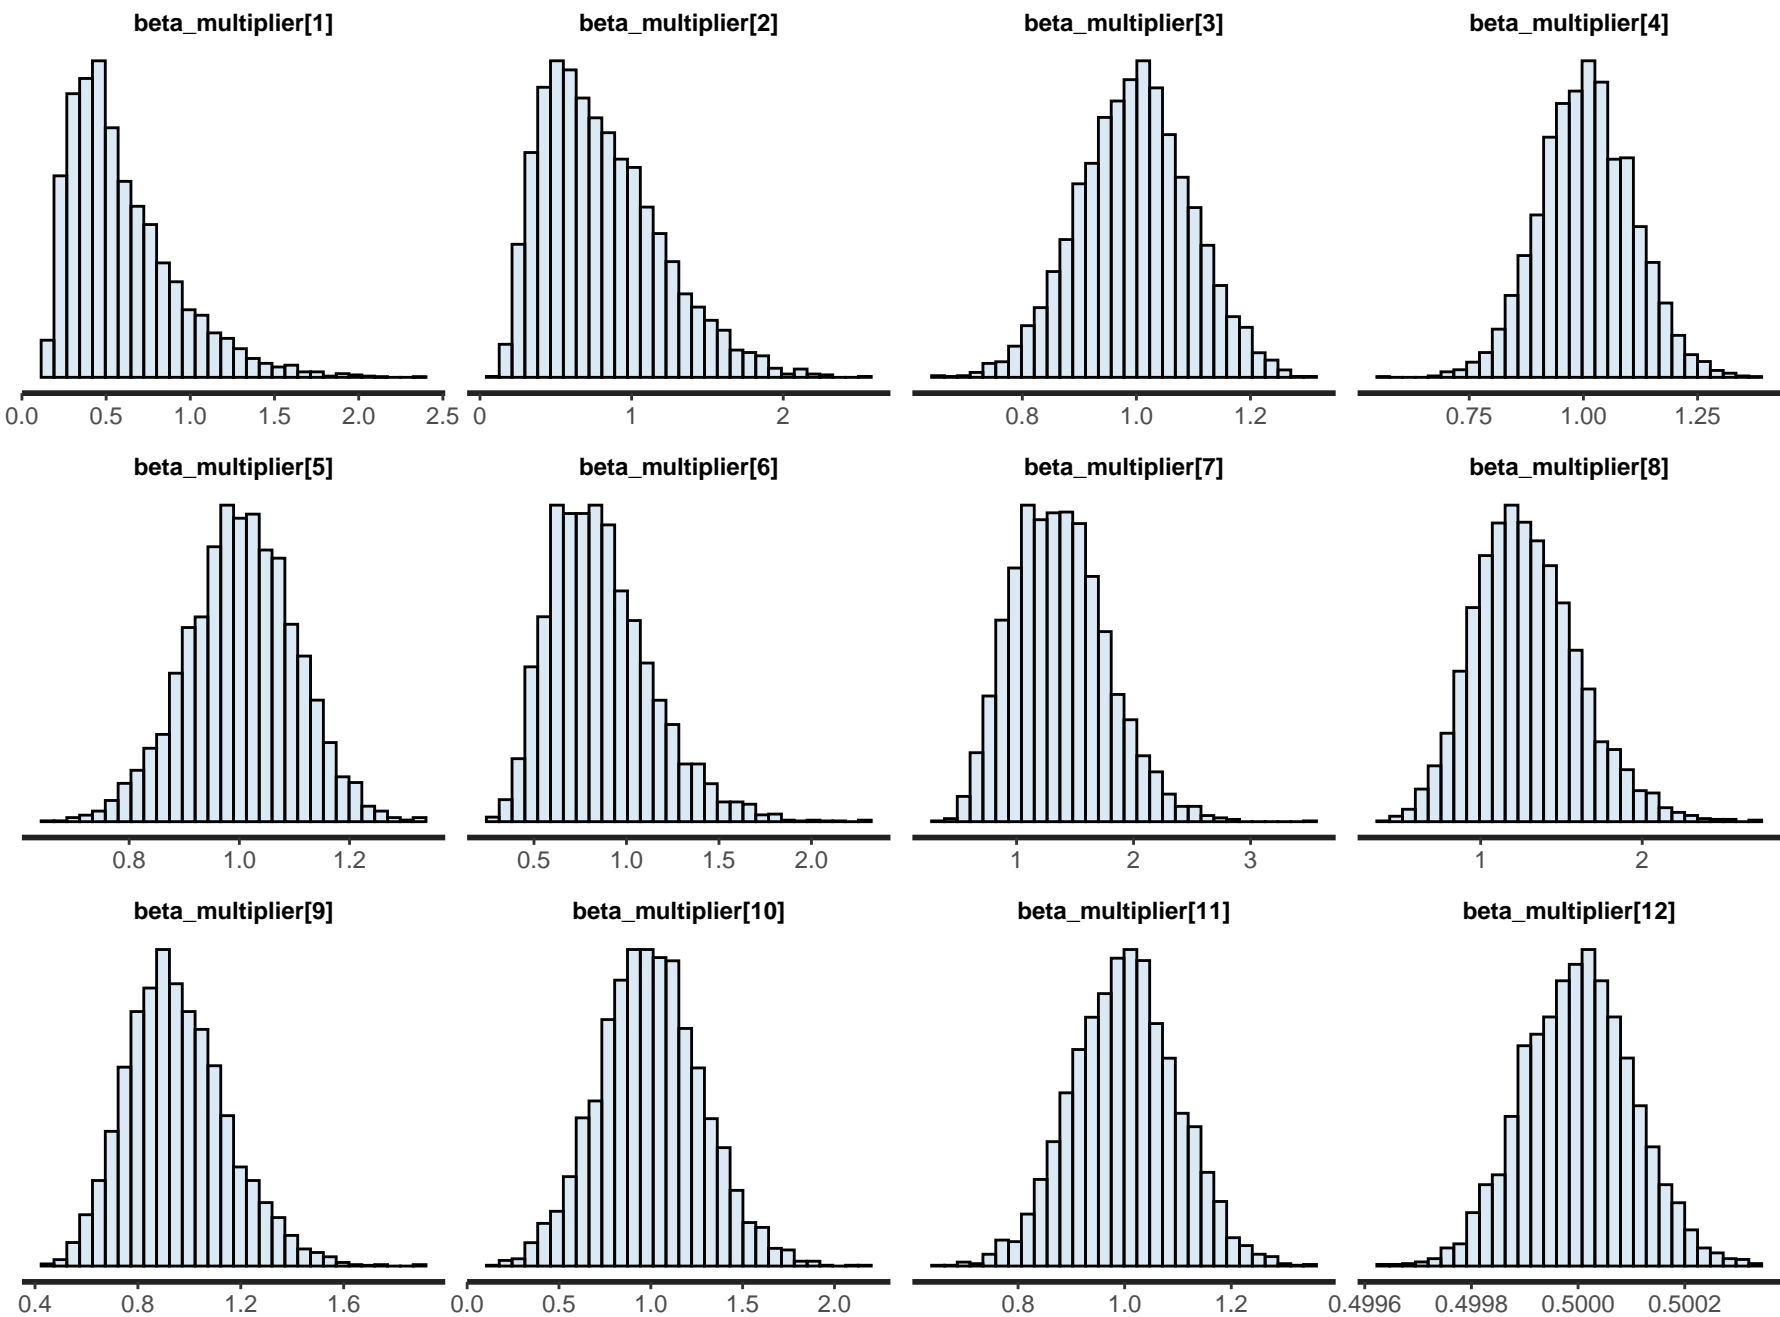 beta_multiplier[1] beta_multiplier[2] beta_multiplier[3] beta_multiplier[4]
0.0 0.5 1.0 1.5 2.0 2.5 0 1 2 0.8 1.0 1.2 0.75 1.00 1.25
beta_multiplier[5] beta_multiplier[6] beta_multiplier[7] beta_multiplier[8]
0.8 1.0 1.2 0.5 1.0 1.5 2.0 1 2 3 1 2
beta_multiplier[9] beta_multiplier[10] beta_multiplier[11] beta_multiplier[12]
0.4 0.8 1.2 1.6 0.0 0.5 1.0 1.5 2.0 0.8 1.0 1.2 0.4996 0.4998 0.5000 0.5002